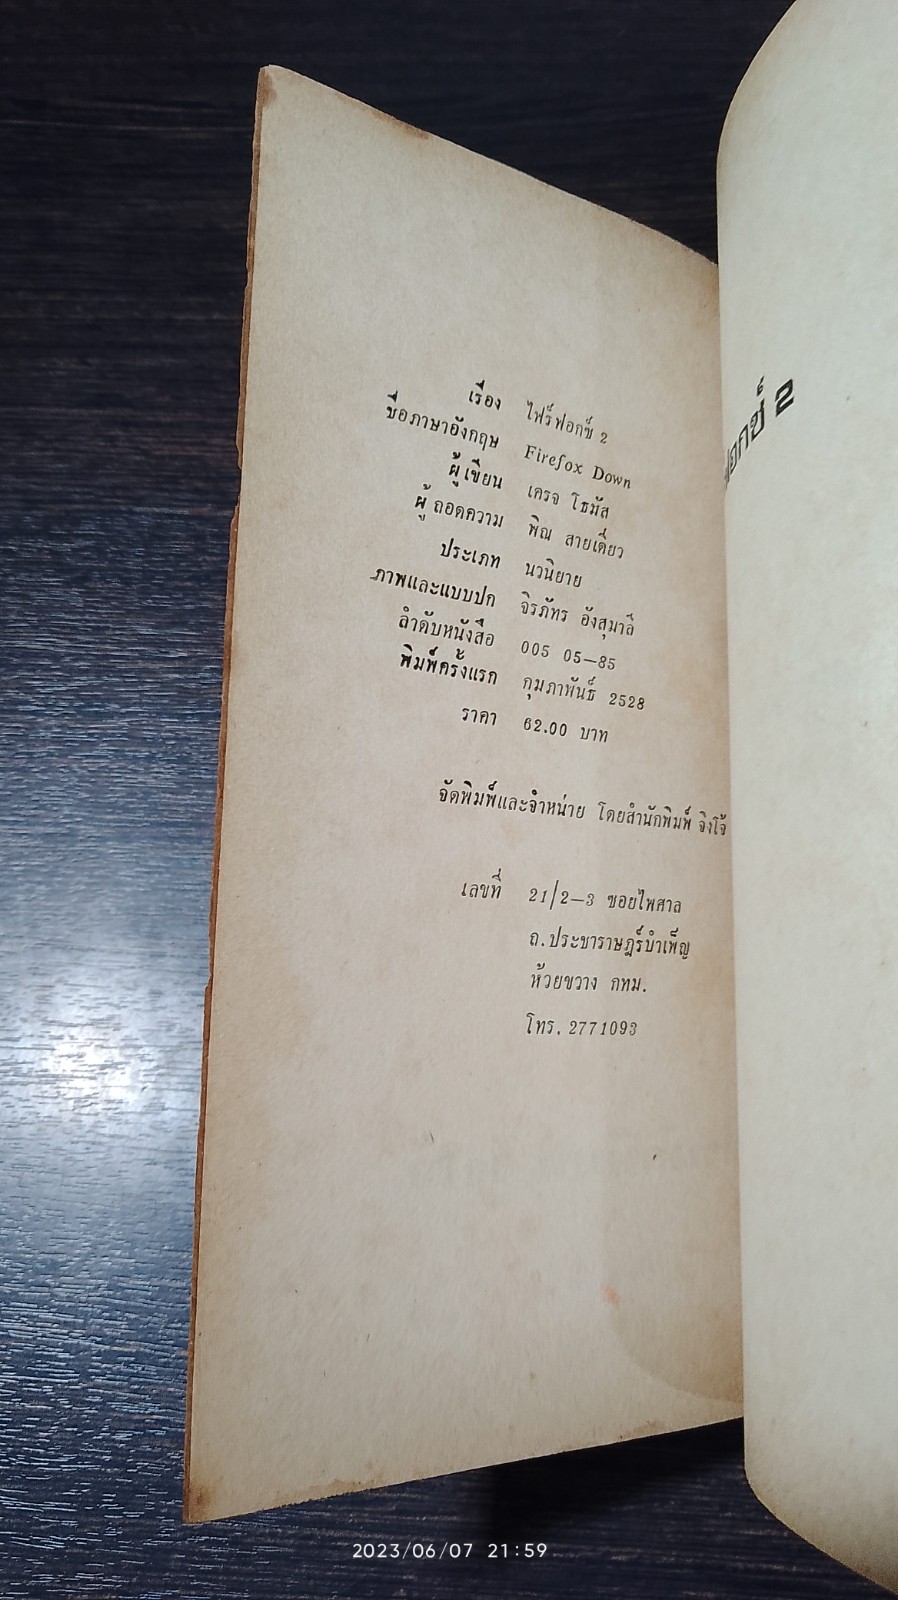 เรื่อง ไฟร์ฟอกซ์ 2
ชื่อภาษาอังกฤษ Firefox Down
ผู้เขียน เครจ โธมัส
ผู้ถอดความ พิณ สายเดี่ยว
ประเภท นวนิยาย
ภาพและแบบปก จิรภัทร อังสุมาลี
ลำดับหนังสือ 005 05—85
พิมพ์ครั้งแรก กุมภาพันธ์ 2528
ราคา 62.00 บาท
จัดพิมพ์และจำหน่าย โดยสำนักพิมพ์ จิงโจ้
เลขที่ 21/2—3 ซอยไพศาล
ถ.ประชาราษฎร์บำเพ็ญ
ห้วยขวาง กทม.
โทร. 2771093
ฟอกซ์ 2
2023/06/07 21:59